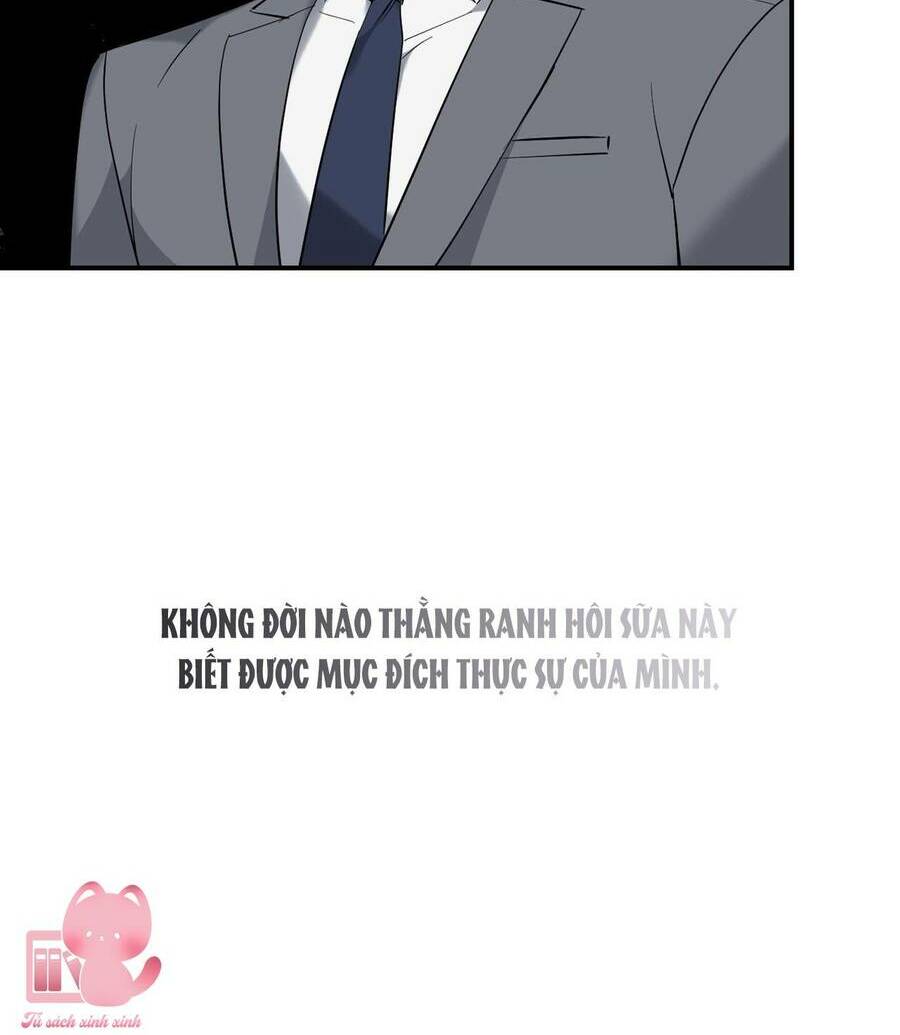 KHÔNG ĐỜI NÀO THẰNG RANH HÔI SỮA NÀY
BIẾT ĐƯỢC MỤC ĐÍCH THỰC SỰ CỦA MÌNH.
Tủ sách xinh xinh